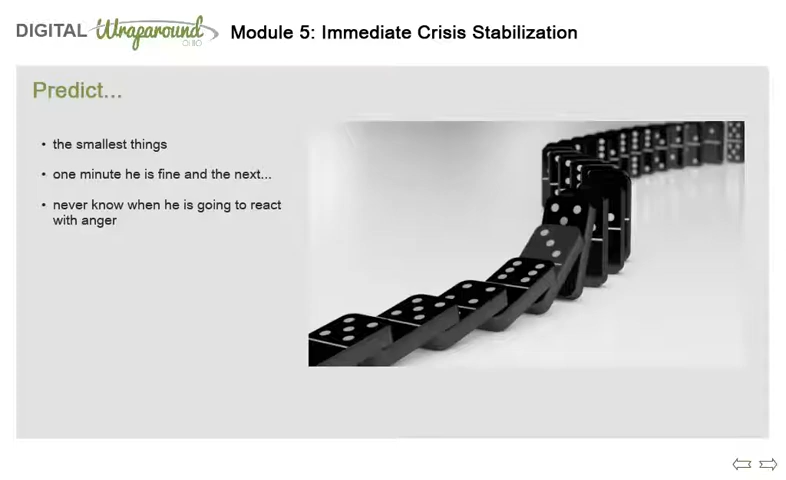 DIGITAL Wraparound
OHIO
Module 5: Immediate Crisis Stabilization
Predict...
• the smallest things
• one minute he is fine and the next...
• never know when he is going to react
with anger